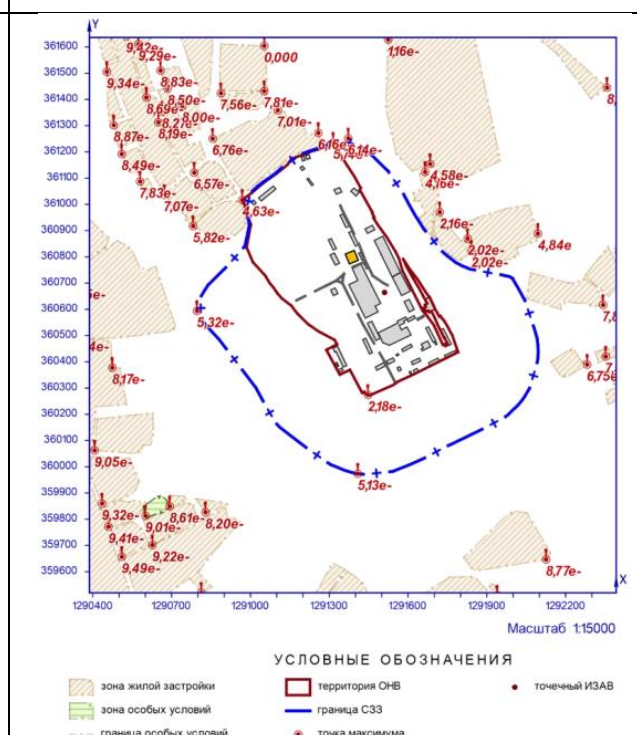 Y
361600
361500
361400
361300
361200
361100
361000
360900
360800
360700
360600
360500
360400
360300
360200
360100
360000
359900
359800
359700
359600
9,42e-
9,29e-
9,34e-
8,83e-
8,50e-
8,69e-
8,00e-
8,27e-
8,19e-
8,87e-
8,49e-
7,83e-
7,07e-
6,57e-
5,82e-
0,000
7,56e-
7,81e-
7,01e-
6,76e-
6,16e-
6,14e-
4,63e-
1,16e-
8,
4,58e-
4,16e-
2,16e-
2,02e-
2,02e-
4,84e
5,32e-
8,17e-
6,75e
2,18e-
9,05e-
5,13e-
9,32e-
9,01e-
8,61e-
8,20e-
9,41e-
9,22e-
9,49e-
8,77e-
X
1290400 1290700 1291000 1291300 1291600 1291900 1292200
Масштаб 1:15000
УСЛОВНЫЕ ОБОЗНАЧЕНИЯ
зона жилой застройки
территория ОНВ
точечный ИЗАВ
зона особых условий
граница СЗЗ
граница особых условий
точка максимума